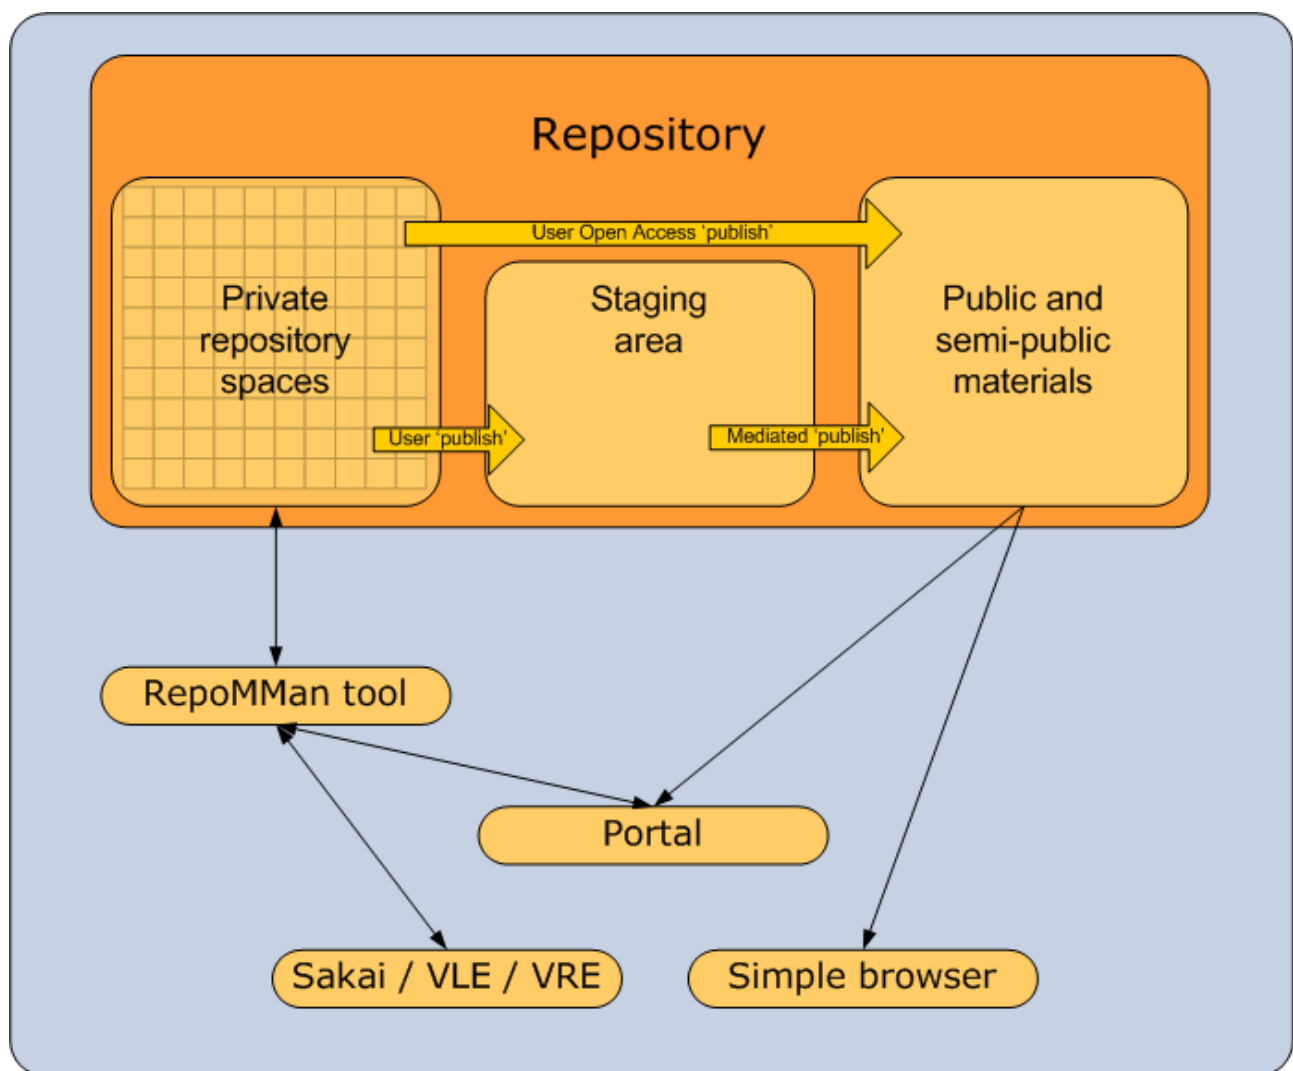 Repository
User Open Access ‘publish’
Private
repository
spaces
Staging
area
Public and
semi-public
materials
User ‘publish’
Mediated ‘publish’
RepoMMan tool
Portal
Sakai / VLE / VRE
Simple browser